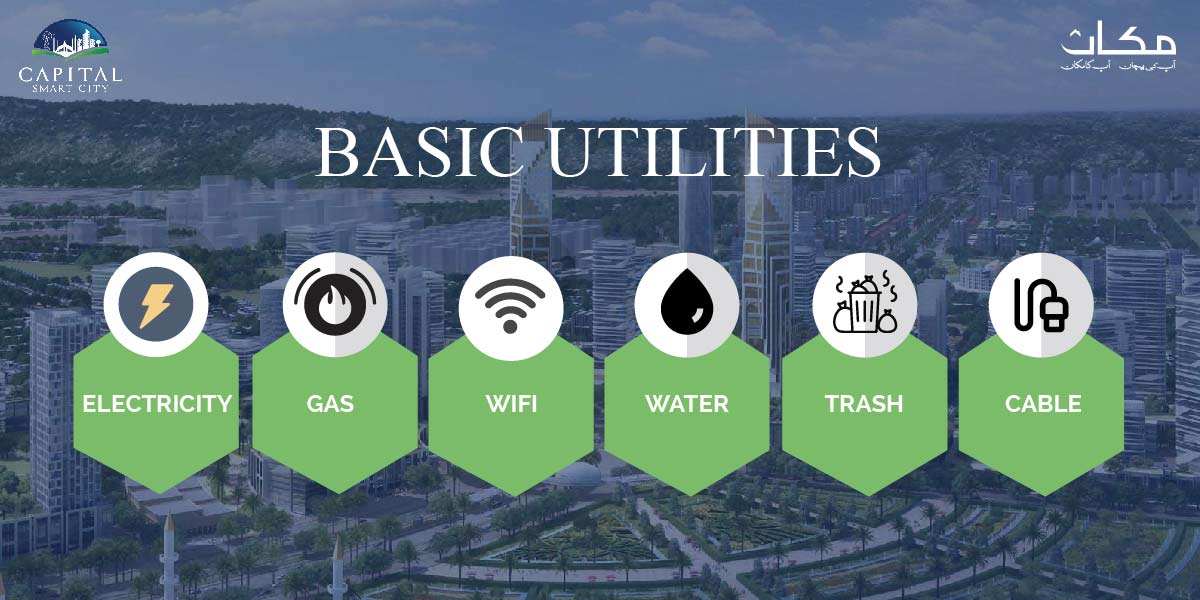 CAPITAL
SMART CITY
مکان
آپ کی پہچان آپ کا مکان
BASIC UTILITIES
ELECTRICITY
GAS
WIFI
WATER
TRASH
CABLE